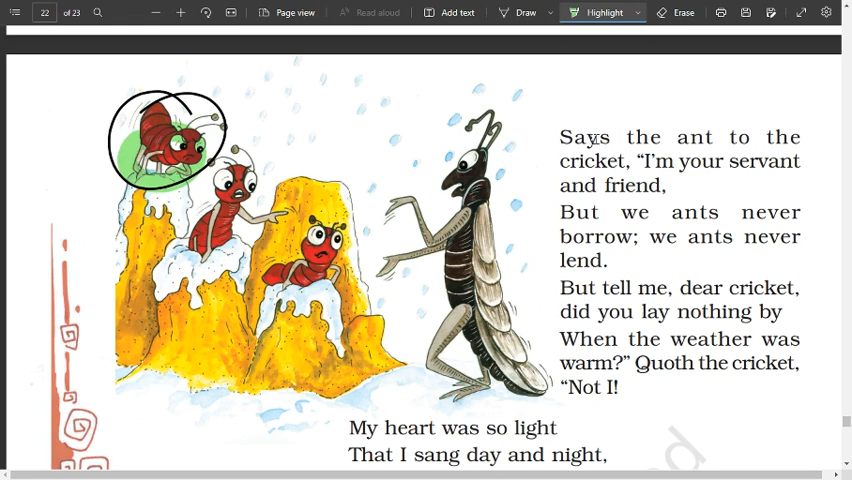 22 of 23
Page view
Read aloud
Add text
Draw
Highlight
Erase
Says the ant to the
cricket, “I’m your servant
and friend,
But we ants never
borrow; we ants never
lend.
But tell me, dear cricket,
did you lay nothing by
When the weather was
warm?” Quoth the cricket,
“Not I!
My heart was so light
That I sang day and night,